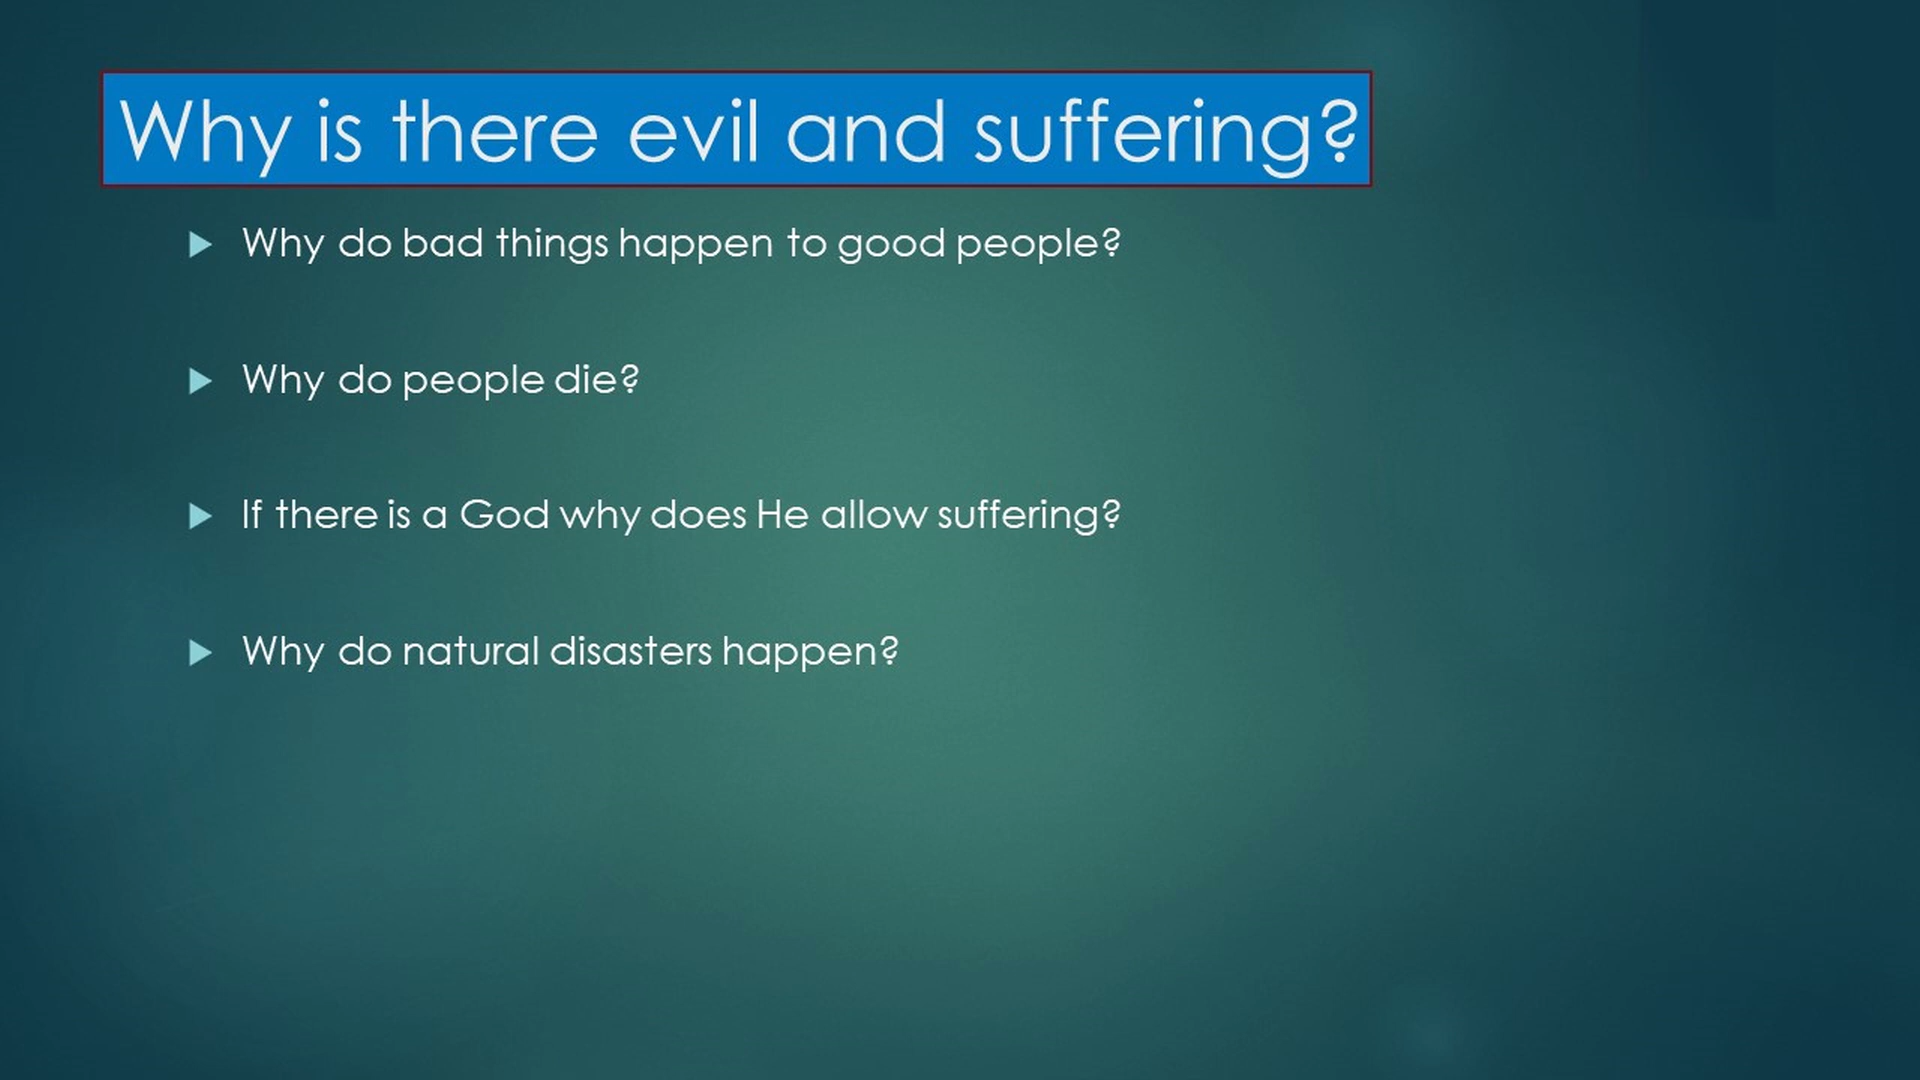 Why is there evil and suffering?
Why do bad things happen to good people?
Why do people die?
If there is a God why does He allow suffering?
Why do natural disasters happen?